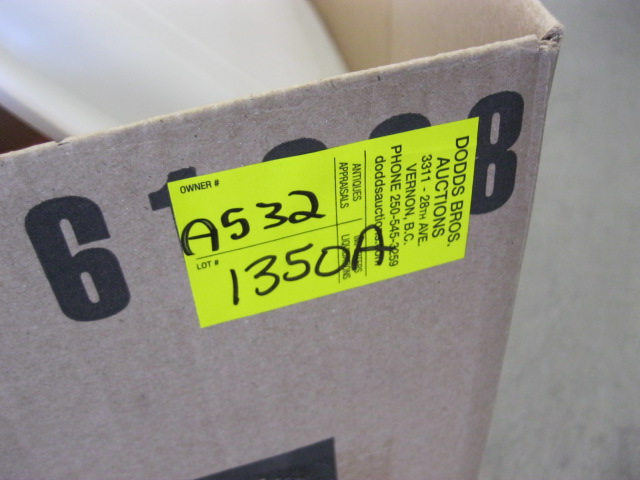 6 1 8
OWNER #
A532
LOT #
1350A
ANTIQUES
APPRAISALS
DODDS BROS.
AUCTIONS
3311 - 28TH AVE.
VERNON, B.C.
PHONE 250-545-3259
doddsauction.com